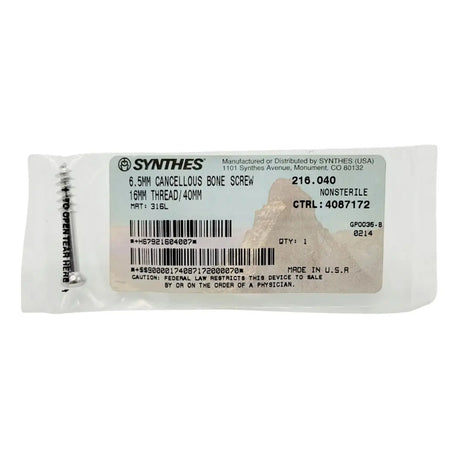 SYNTHES®
Manufactured or Distributed by SYNTHES (USA)
1101 Synthes Avenue, Monument, CO 80132
6.5MM CANCELLOUS BONE SCREW
216.040
16MM THREAD/40MM
NONSTERILE
MAT: 316L
CTRL: 4087172
GP0036-B
0214
*+H67921604007*
QTY: 1
*+$$90000174087172000070*
MADE IN U.S.A
CAUTION: FEDERAL LAW RESTRICTS THIS DEVICE TO SALE
BY OR ON THE ORDER OF A PHYSICIAN.
TO OPEN TEAR HERE